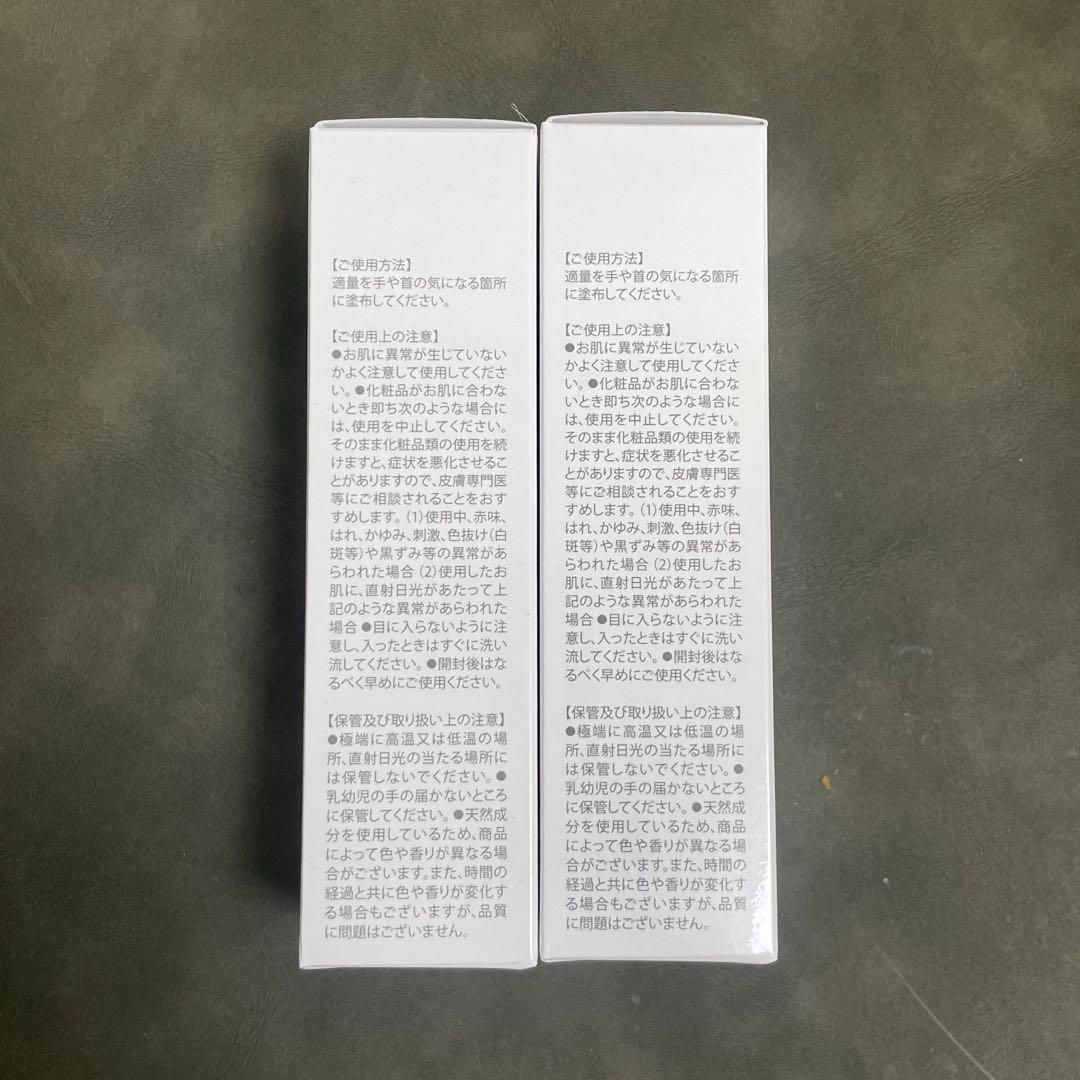 【ご使用方法】
適量を手や首の気になる箇所
に塗布してください。
【ご使用上の注意】
●お肌に異常が生じていない
かよく注意して使用してくださ
い。●化粧品がお肌に合わな
いとき即ち次のような場合に
は、使用を中止してください。
そのまま化粧品類の使用を続
けますと、症状を悪化させるこ
とがありますので、皮膚専門医
等にご相談されることをおす
すめします。(1)使用中、赤味、
はれ、かゆみ、刺激、色抜け(白
斑等)や黒ずみ等の異常があ
らわれた場合(2)使用したお
肌に、直射日光があたって上
記のような異常があらわれた
場合●目に入らないように注
意し、入ったときはすぐに洗い
流してください。●開封後はな
るべく早めにご使用ください。
【保管及び取り扱い上の注意】
●極端に高温又は低温の場
所、直射日光の当たる場所に
は保管しないでください。●
乳幼児の手の届かないところ
に保管してください。●天然成
分を使用しているため、商品
によって色や香りが異なる場
合がございます。また、時間の
経過と共に色や香りが変化す
る場合もございますが、品質
に問題はございません。
【ご使用方法】
適量を手や首の気になる箇所
に塗布してください。
【ご使用上の注意】
●お肌に異常が生じていない
かよく注意して使用してくださ
い。●化粧品がお肌に合わな
いとき即ち次のような場合に
は、使用を中止してください。
そのまま化粧品類の使用を続
けますと、症状を悪化させるこ
とがありますので、皮膚専門医
等にご相談されることをおす
すめします。(1)使用中、赤味、
はれ、かゆみ、刺激、色抜け(白
斑等)や黒ずみ等の異常があ
らわれた場合(2)使用したお
肌に、直射日光があたって上
記のような異常があらわれた
場合●目に入らないように注
意し、入ったときはすぐに洗い
流してください。●開封後はな
るべく早めにご使用ください。
【保管及び取り扱い上の注意】
●極端に高温又は低温の場
所、直射日光の当たる場所に
は保管しないでください。●
乳幼児の手の届かないところ
に保管してください。●天然成
分を使用しているため、商品
によって色や香りが異なる場
合がございます。また、時間の
経過と共に色や香りが変化す
る場合もございますが、品質
に問題はございません。